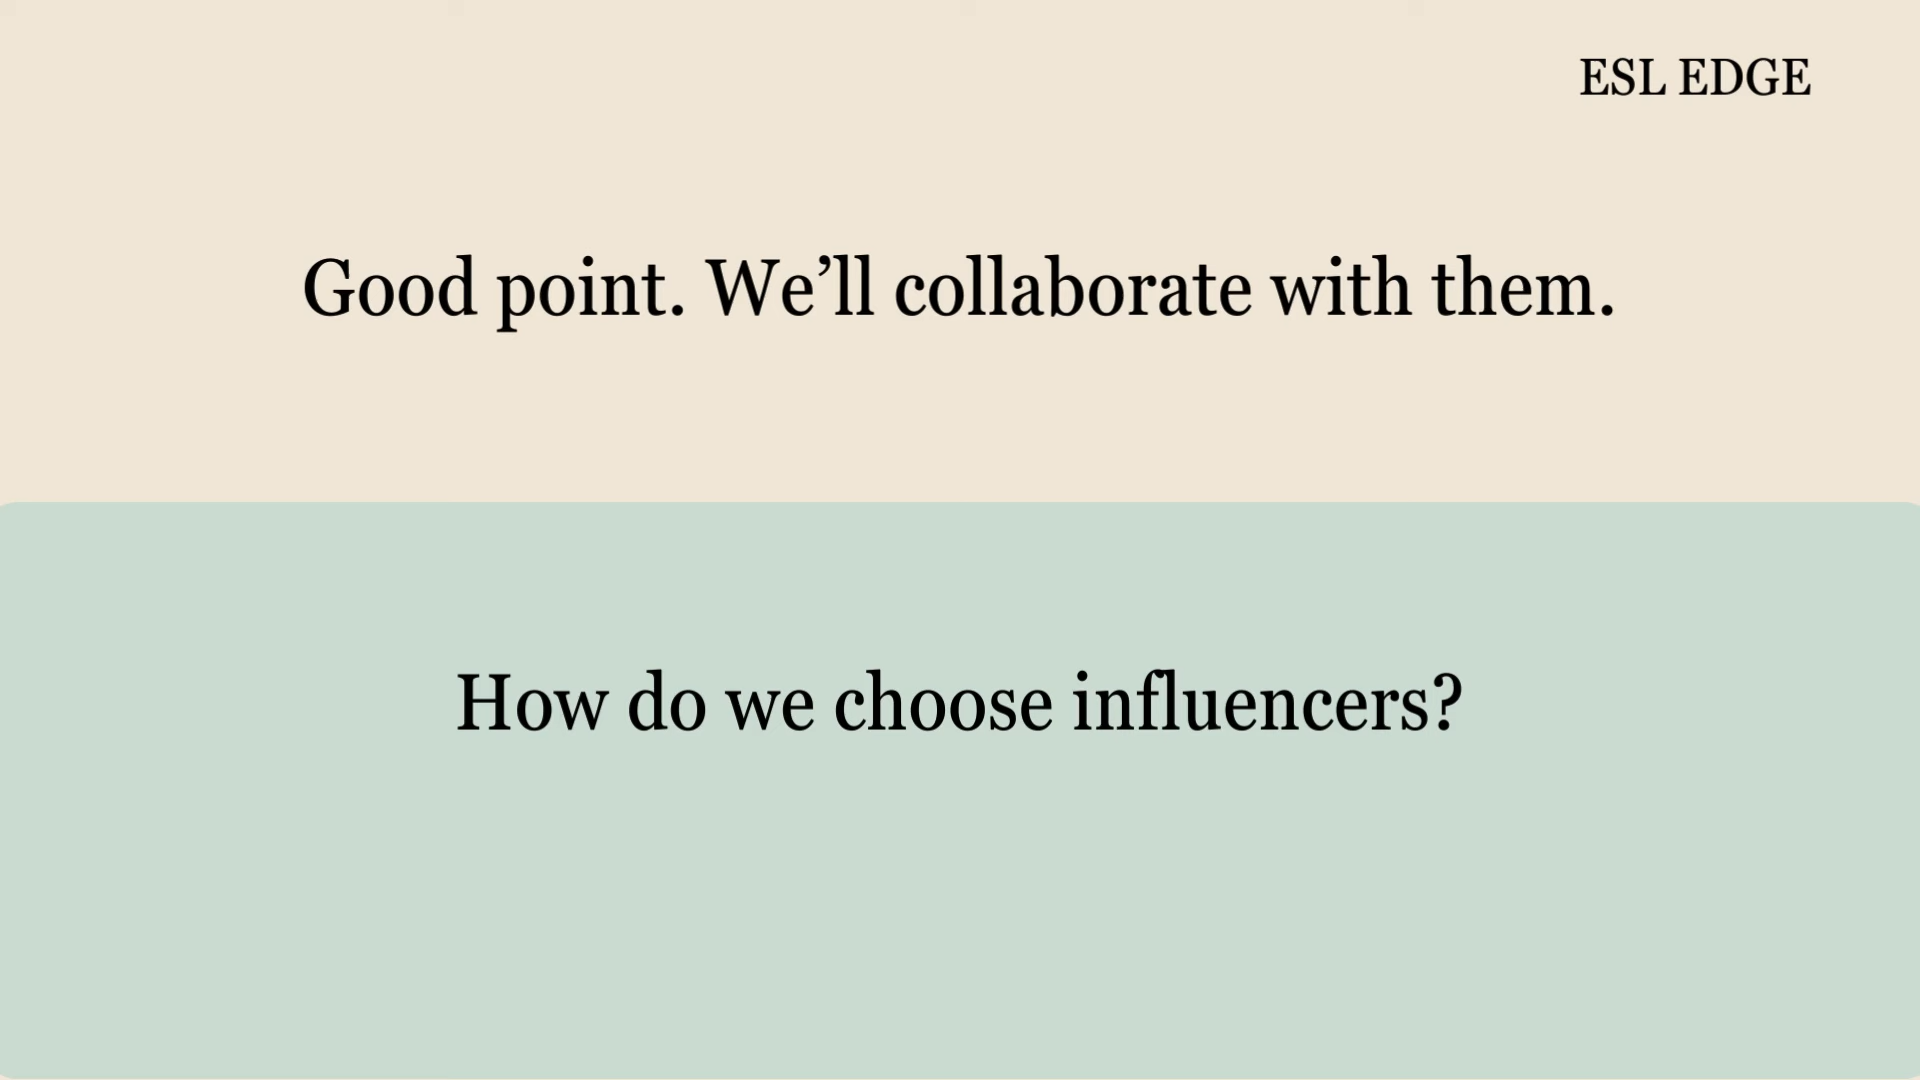 ESL EDGE
Good point. We’ll collaborate with them.
How do we choose influencers?